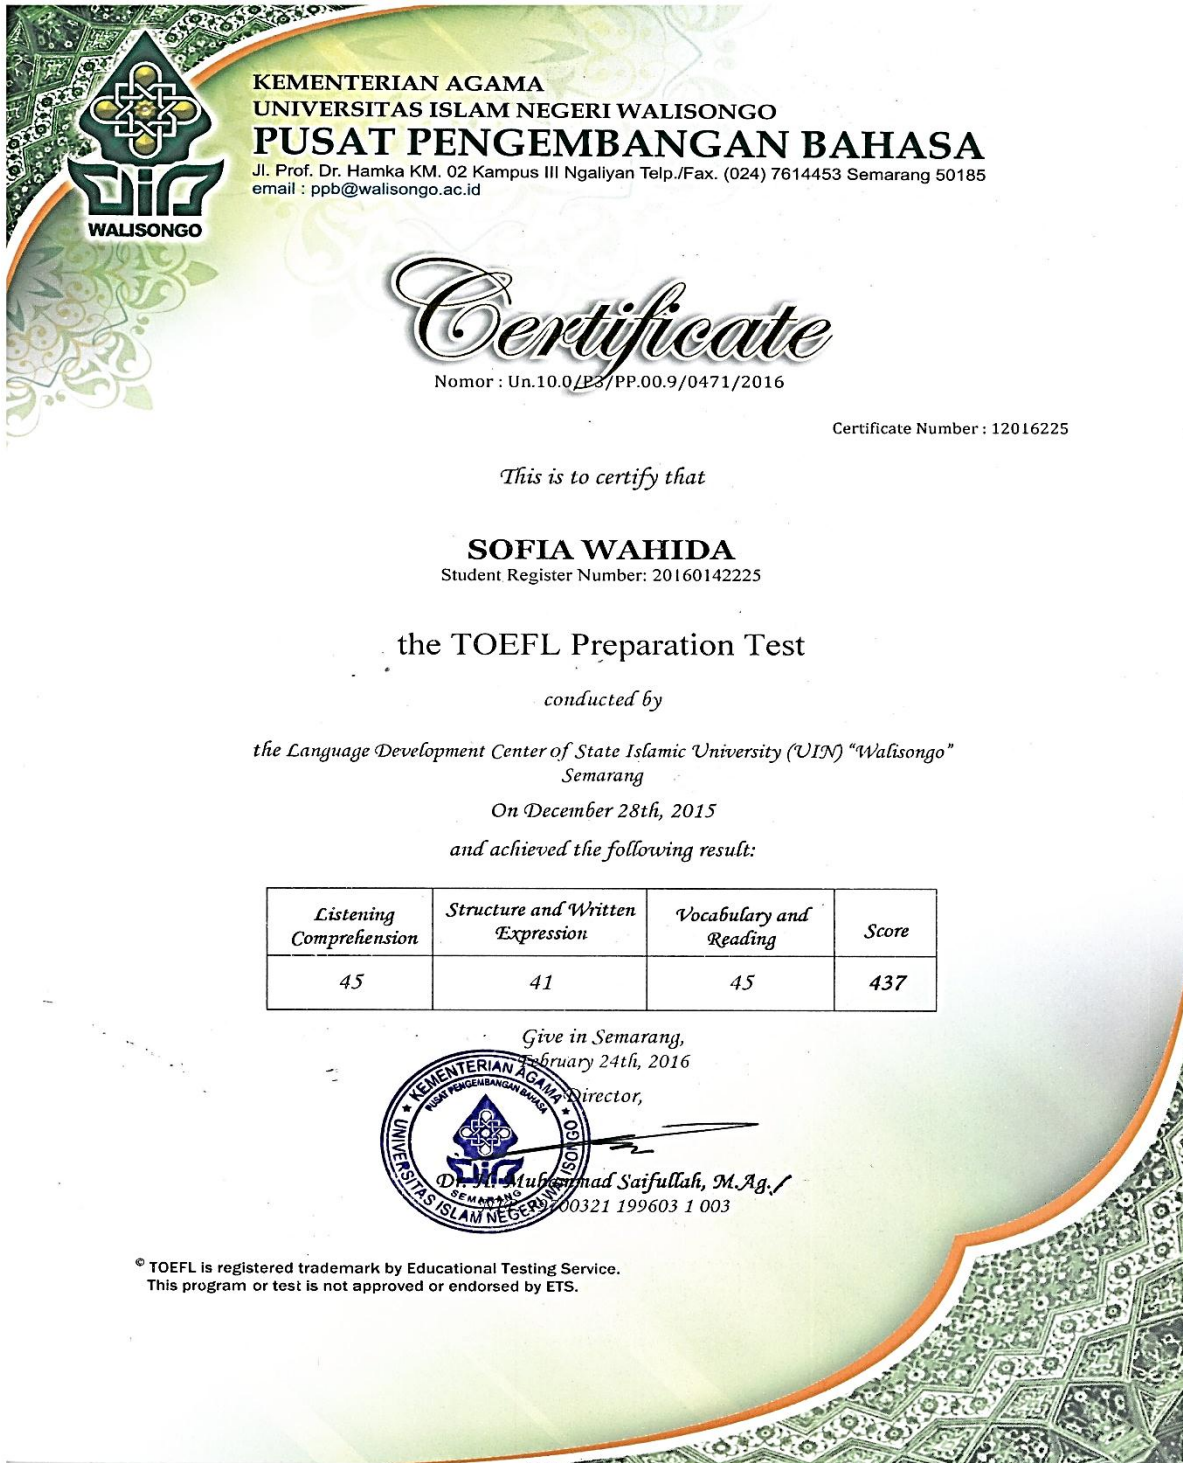 KEMENTERIAN AGAMA
UNIVERSITAS ISLAM NEGERI WALISONGO
PUSAT PENGEMBANGAN BAHASA
Jl. Prof. Dr. Hamka KM. 02 Kampus III Ngaliyan Telp./Fax. (024) 7614453 Semarang 50185
email : ppb@walisongo.ac.id
WALISONGO
Certificate
Nomor : Un.10.0/P3/PP.00.9/0471/2016
Certificate Number : 12016225
This is to certify that
SOFIA WAHIDA
Student Register Number: 20160142225
the TOEFL Preparation Test
conducted by
the Language Development Center of State Islamic University (UIN) “Walisongo”
Semarang
On December 28th, 2015
and achieved the following result:
Listening Comprehension Structure and Written Expression Vocabulary and Reading Score
45 41 45 437
Give in Semarang,
February 24th, 2016
Director,
KEMENTERIAN AGAMA
PUSAT PENGEMBANGAN BAHASA
UNIVERSITAS ISLAM NEGERI WALISONGO
SEMARANG
Dr. H. Muhammad Saifullah, M.Ag.
199603 1 003
© TOEFL is registered trademark by Educational Testing Service.
This program or test is not approved or endorsed by ETS.